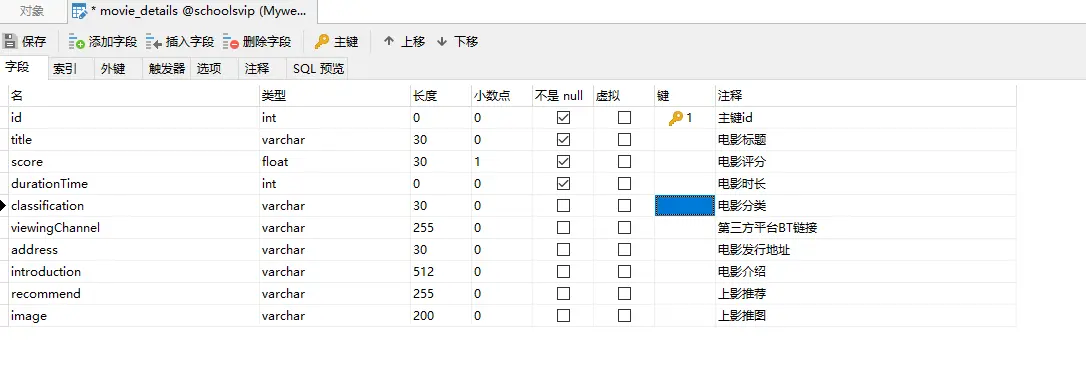 对象 * movie_details @schoolsvip (Mywe...
保存 添加字段 插入字段 删除字段 主键 上移 下移
字段 索引 外键 触发器 选项 注释 SQL 预览
名 类型 长度 小数点 不是 null 虚拟 键 注释
id int 0 0 1 主键id
title varchar 30 0 电影标题
score float 30 1 电影评分
durationTime int 0 0 电影时长
classification varchar 30 0 电影分类
viewingChannel varchar 255 0 第三方平台BT链接
address varchar 30 0 电影发行地址
introduction varchar 512 0 电影介绍
recommend varchar 255 0 上影推荐
image varchar 200 0 上影推图